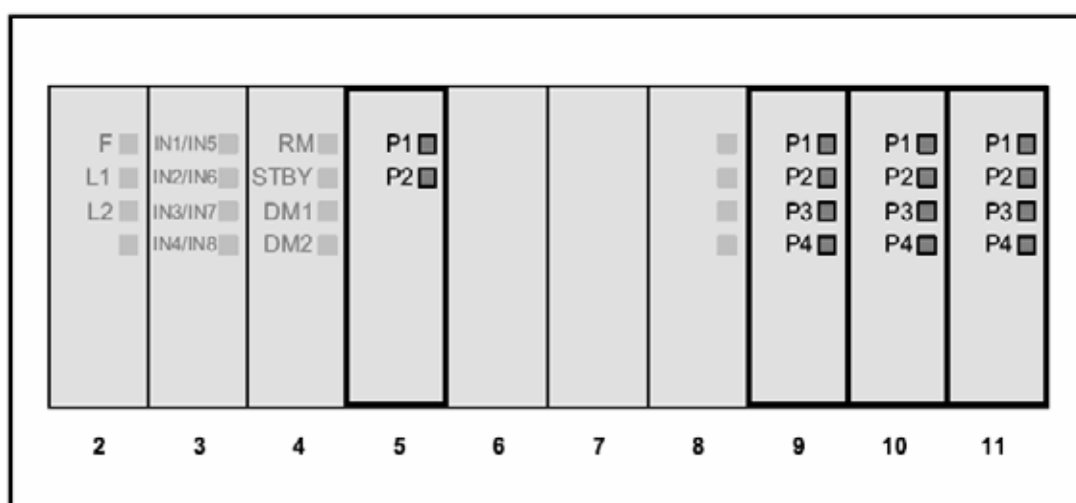 F IN1/IN5 RM P1 P1 P1 P1
L1 IN2/IN6 STBY P2 P2 P2 P2
L2 IN3/IN7 DM1 P3 P3 P3
IN4/IN8 DM2 P4 P4 P4
2 3 4 5 6 7 8 9 10 11